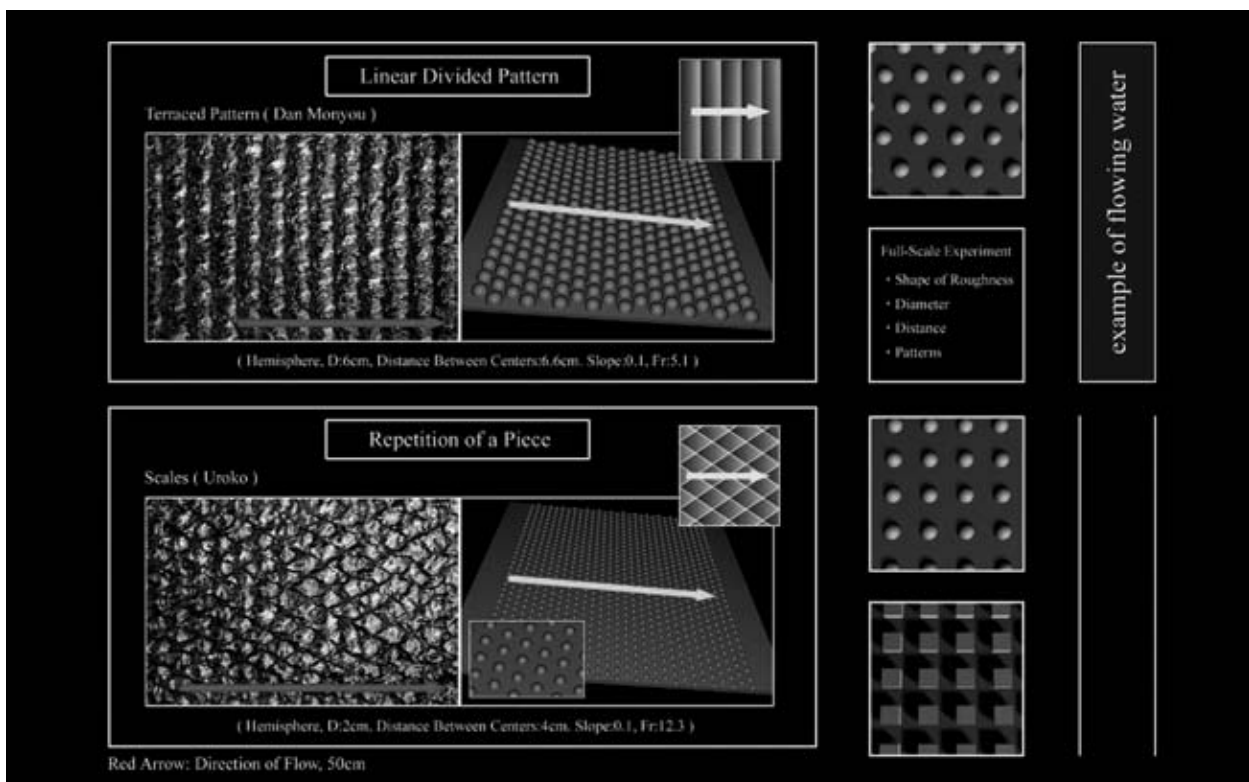 Linear Divided Pattern
Terraced Pattern ( Dan Monyou )
( Hemisphere, D:6cm, Distance Between Centers:6.6cm. Slope:0.1, Fr:5.1 )
Full-Scale Experiment
・Shape of Roughness
・Diameter
・Distance
・Patterns
example of flowing water
Repetition of a Piece
Scales ( Uroko )
( Hemisphere, D:2cm. Distance Between Centers:4cm. Slope:0.1, Fr:12.3 )
Red Arrow: Direction of Flow, 50cm